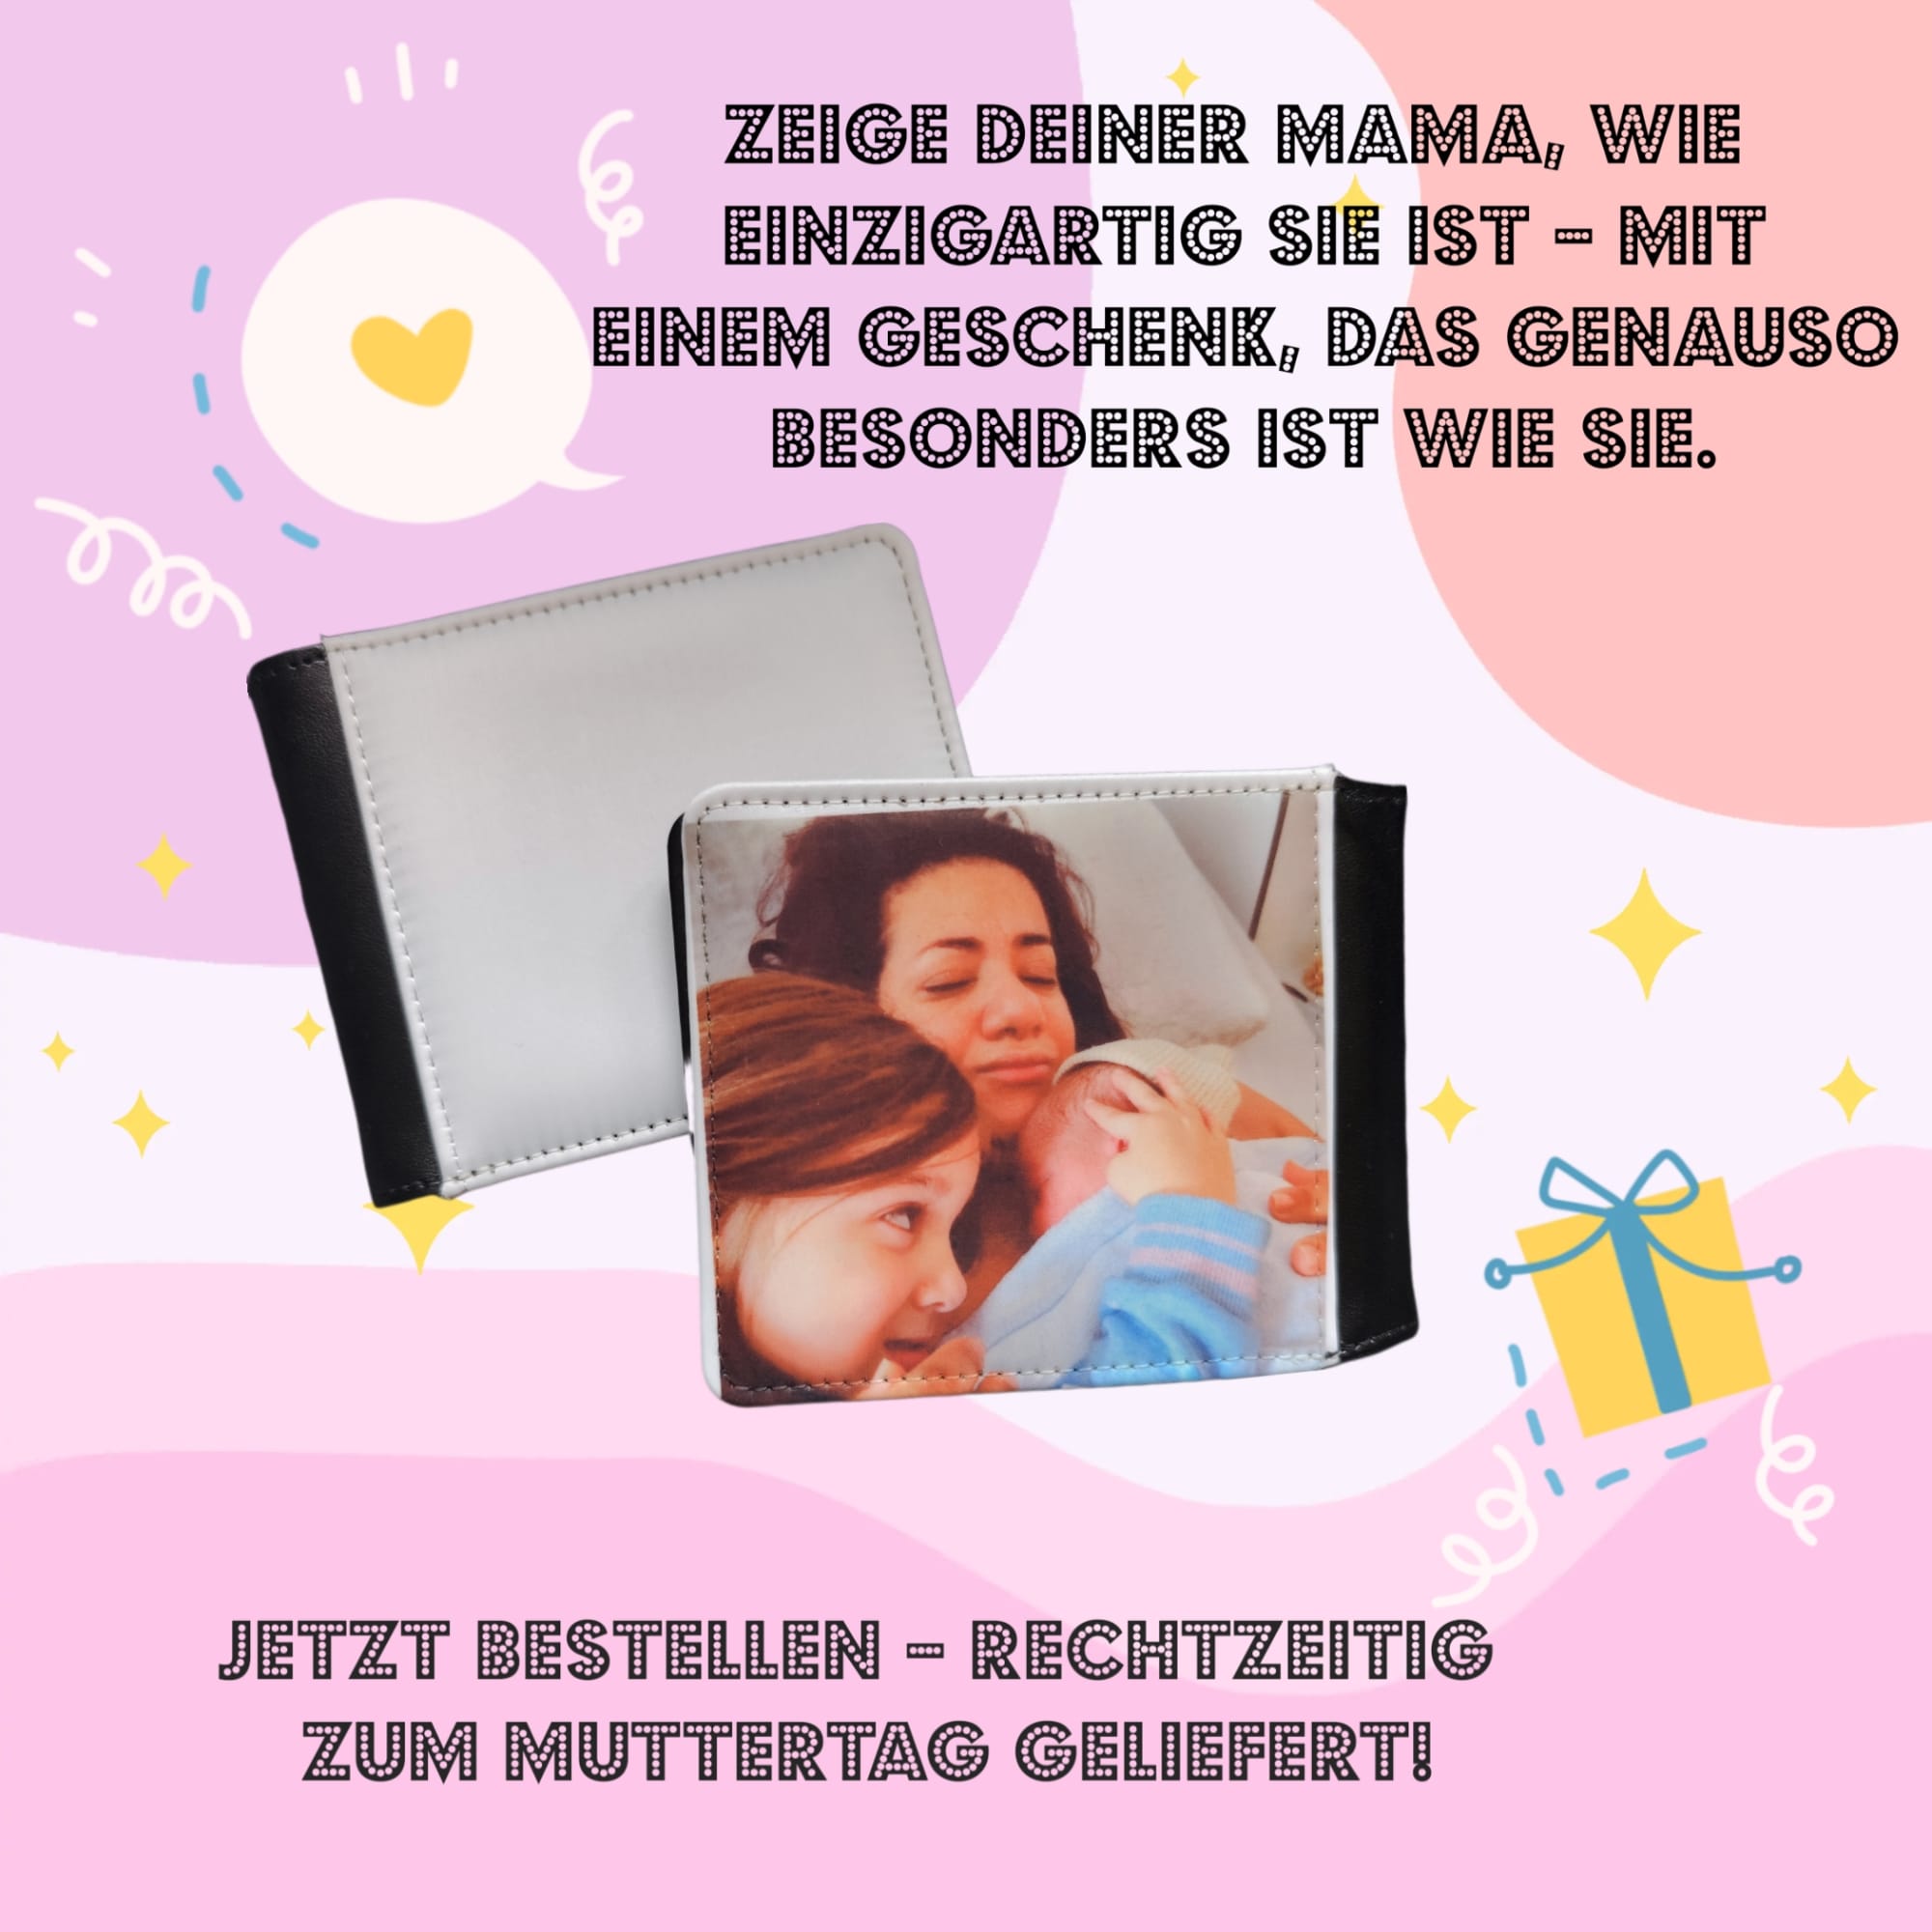 ZEIGE DEINER MAMA, WIE
EINZIGARTIG SIE IST - MIT
EINEM GESCHENK, DAS GENAUSO
BESONDERS IST WIE SIE.
JETZT BESTELLEN - RECHTZEITIG
ZUM MUTTERTAG GELIEFERT!